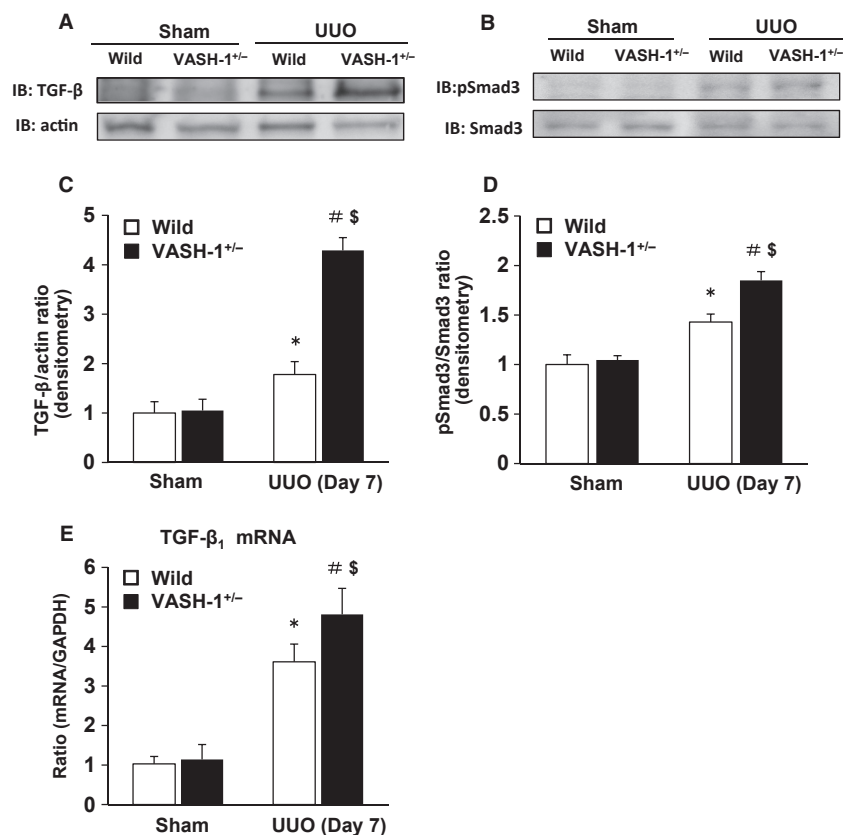 A
Sham UUO
Wild VASH-1+/– Wild VASH-1+/–
IB: TGF-β
IB: actin
B
Sham UUO
Wild VASH-1+/– Wild VASH-1+/–
IB:pSmad3
IB: Smad3
C
TGF-β/actin ratio
(densitometry)
5
4
3
2
1
0
Wild
VASH-1+/–
*
# $
Sham UUO (Day 7)
D
pSmad3/Smad3 ratio
(densitometry)
2.5
2
1.5
1
0.5
0
Wild
VASH-1+/–
*
# $
Sham UUO (Day 7)
E
TGF-β₁ mRNA
Ratio (mRNA/GAPDH)
6
5
4
3
2
1
0
Wild
VASH-1+/–
*
# $
Sham UUO (Day 7)